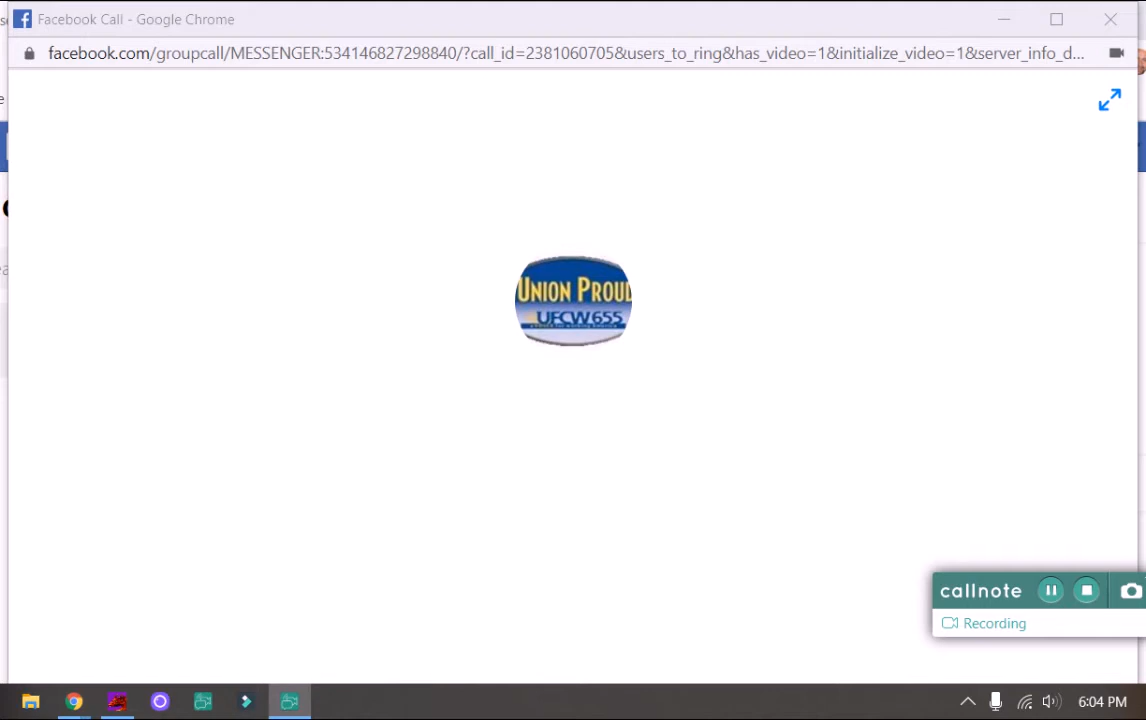 Facebook Call - Google Chrome
facebook.com/groupcall/MESSENGER:534146827298840/?call_id=2381060705&users_to_ring&has_video=1&initialize_video=1&server_info_d...
UNION PROUD
UFCW655
callnote
Recording
6:04 PM